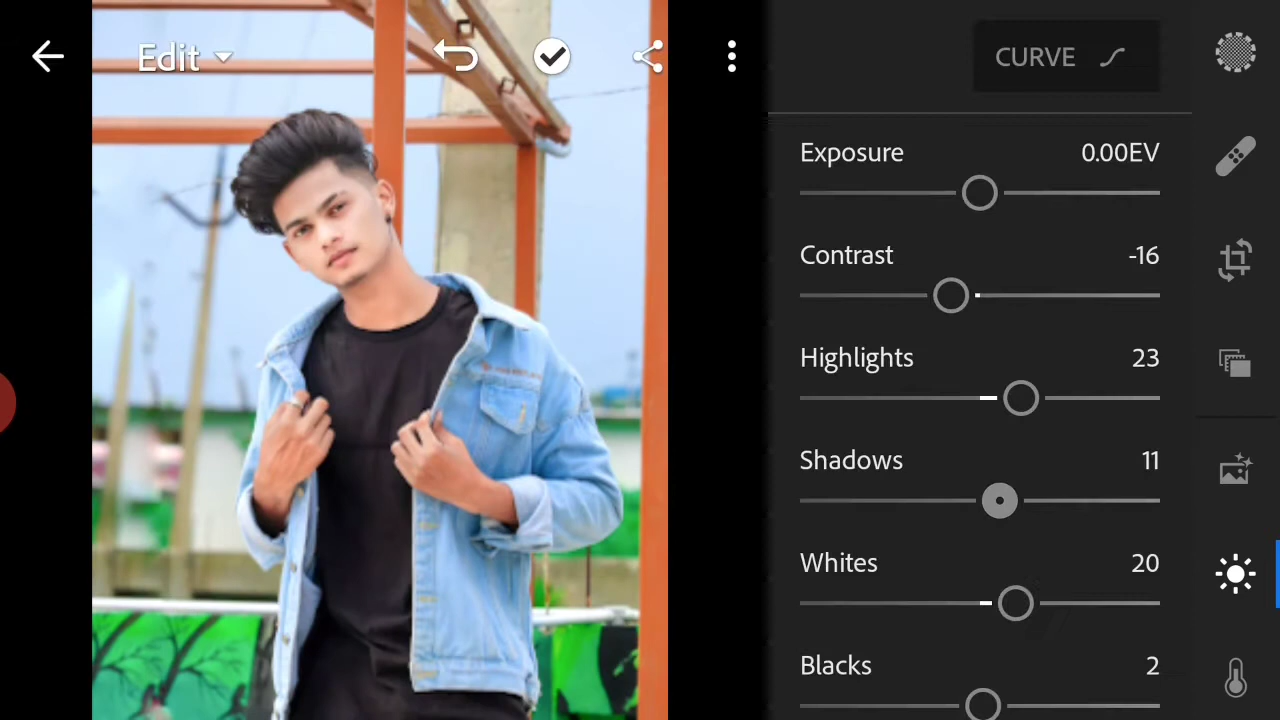 Edit
CURVE
Exposure 0.00EV
Contrast -16
Highlights 23
Shadows 11
Whites 20
Blacks 2